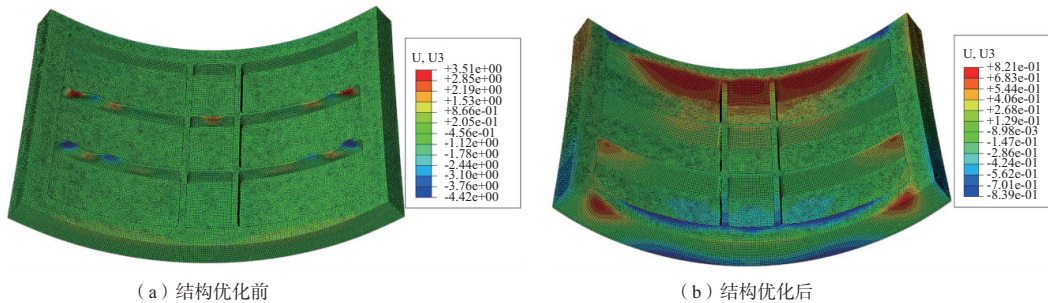 U, U3
+3.51e+00
+2.85e+00
+2.19e+00
+1.53e+00
+8.66e-01
+2.05e-01
-4.56e-01
-1.12e+00
-1.78e+00
-2.44e+00
-3.10e+00
-3.76e+00
-4.42e+00
(a)结构优化前
U, U3
+8.21e-01
+6.83e-01
+5.44e-01
+4.06e-01
+2.68e-01
+1.29e-01
-8.98e-03
-1.47e-01
-2.86e-01
-4.24e-01
-5.62e-01
-7.01e-01
-8.39e-01
(b)结构优化后